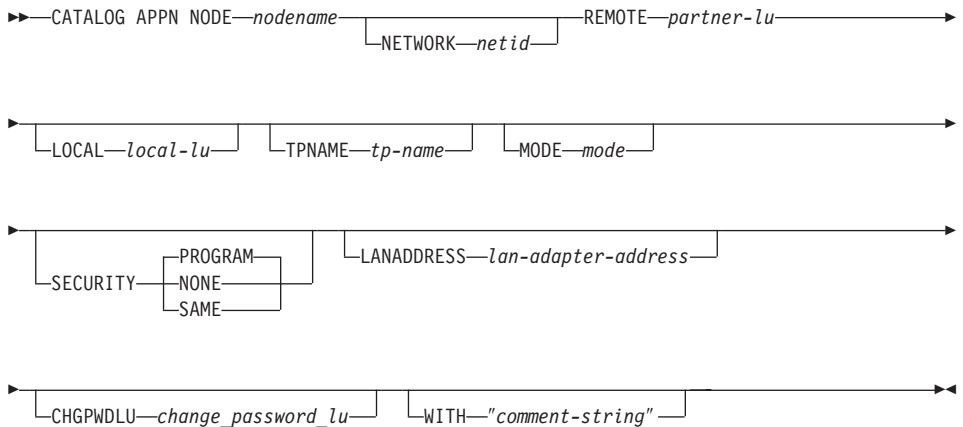 CATALOG APPN NODE nodename REMOTE partner-lu
NETWORK netid
LOCAL local-lu TPNAME tp-name MODE mode
PROGRAM
SECURITY NONE
SAME
LANADDRESS lan-adapter-address
CHGPWDLU change_password_lu WITH "comment-string"